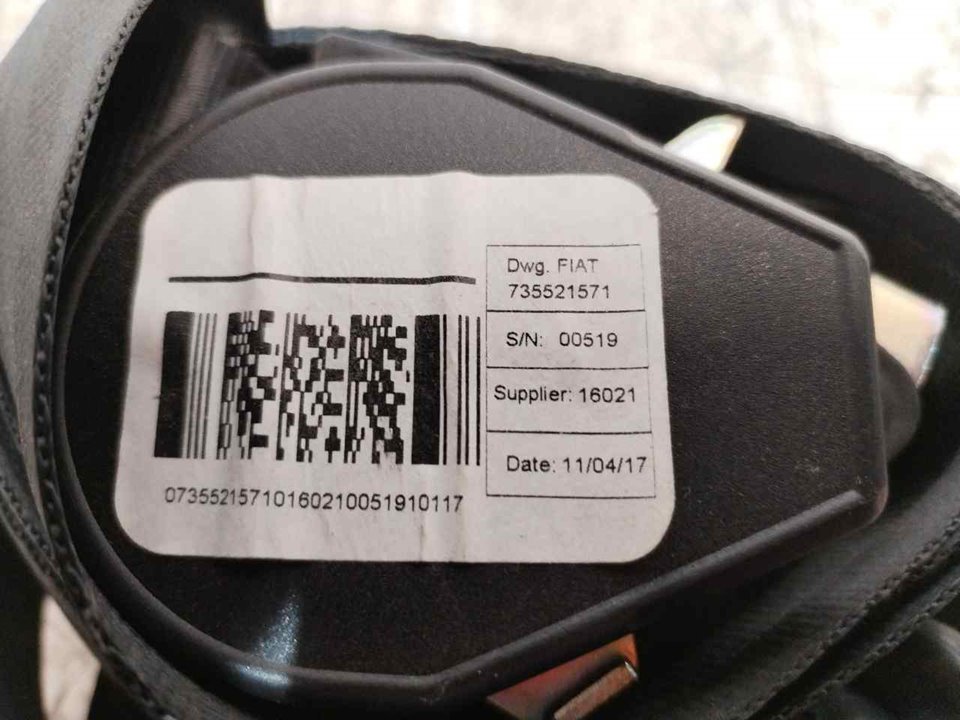 Dwg. FIAT
735521571
S/N: 00519
Supplier: 16021
Date: 11/04/17
07355215710160210051910117